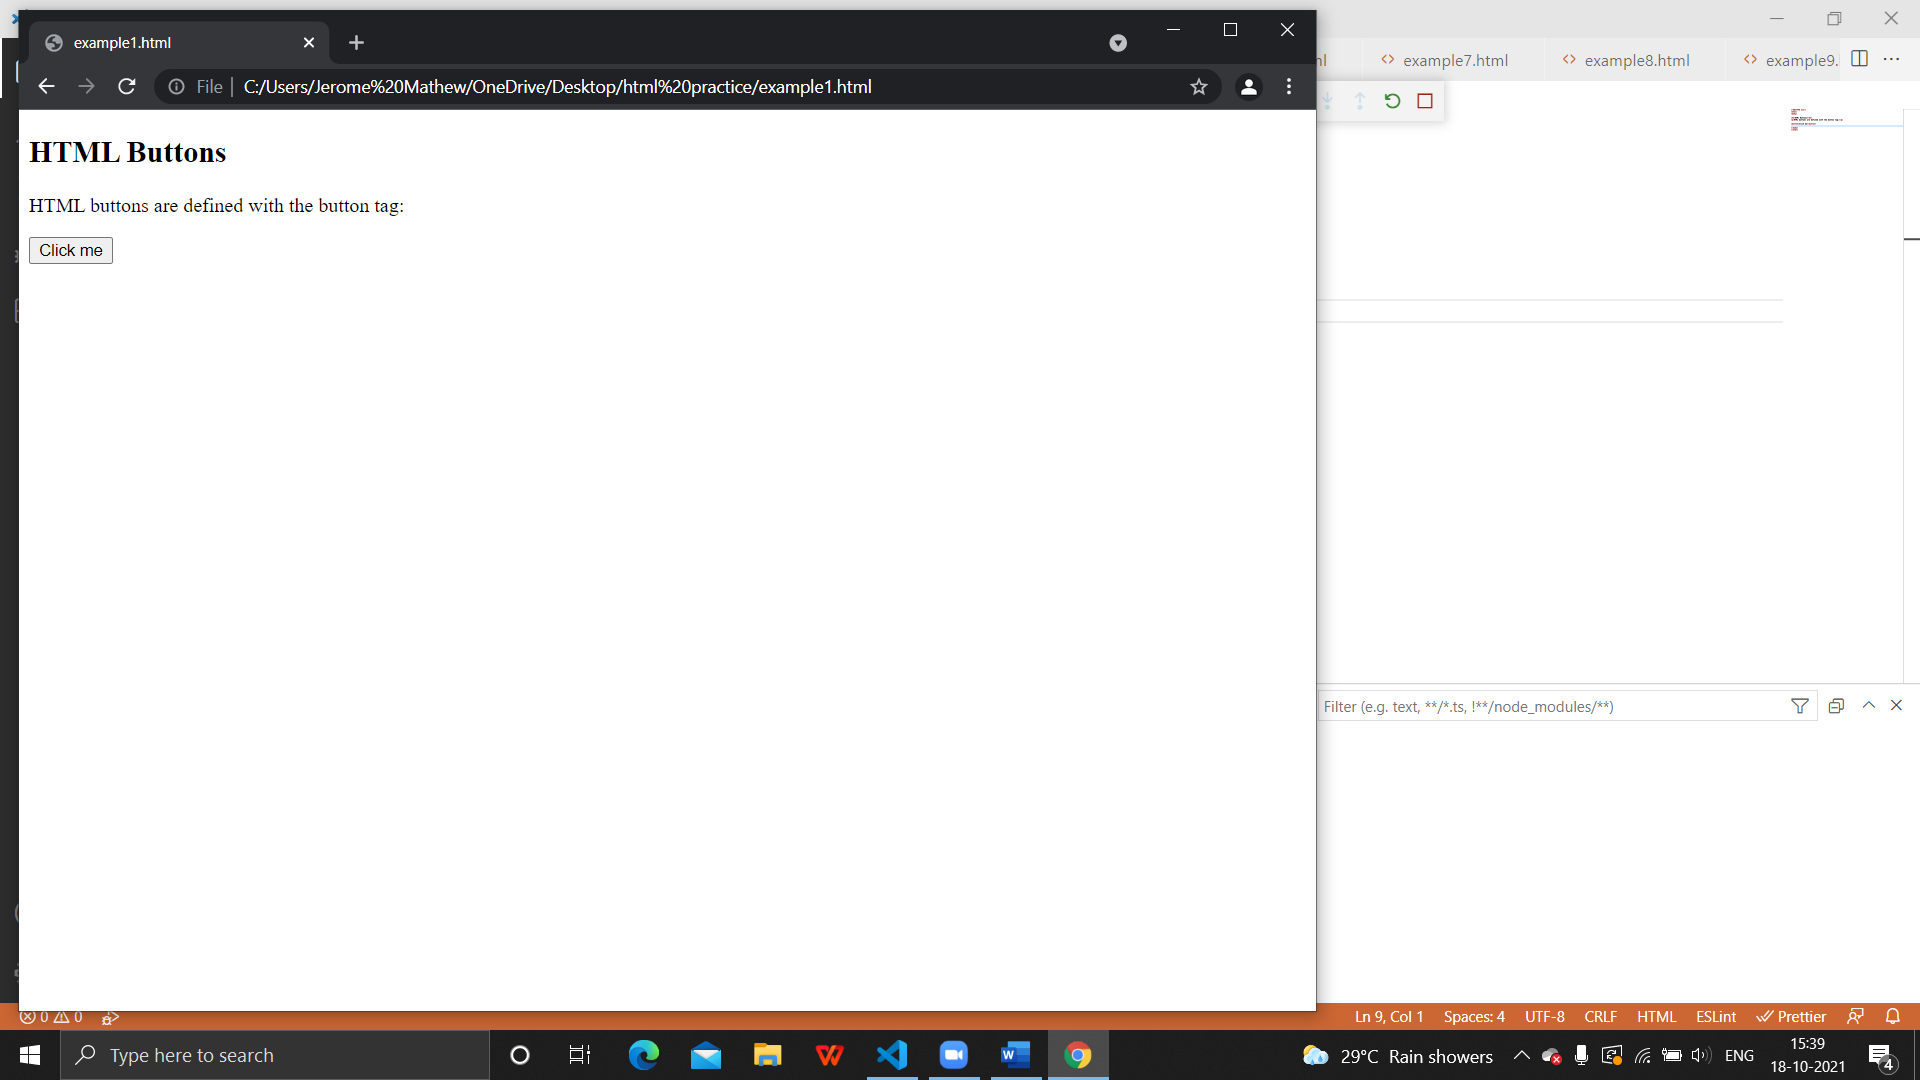 example1.html
File
C:/Users/Jerome%20Mathew/OneDrive/Desktop/html%20practice/example1.html
HTML Buttons
HTML buttons are defined with the button tag:
Click me
example7.html
example8.html
example9.
Filter (e.g. text, **/*.ts, !**/node_modules/**)
0 0
Ln 9, Col 1 Spaces: 4 UTF-8 CRLF HTML ESLint Prettier
Type here to search
29°C Rain showers
ENG
15:39
18-10-2021
4